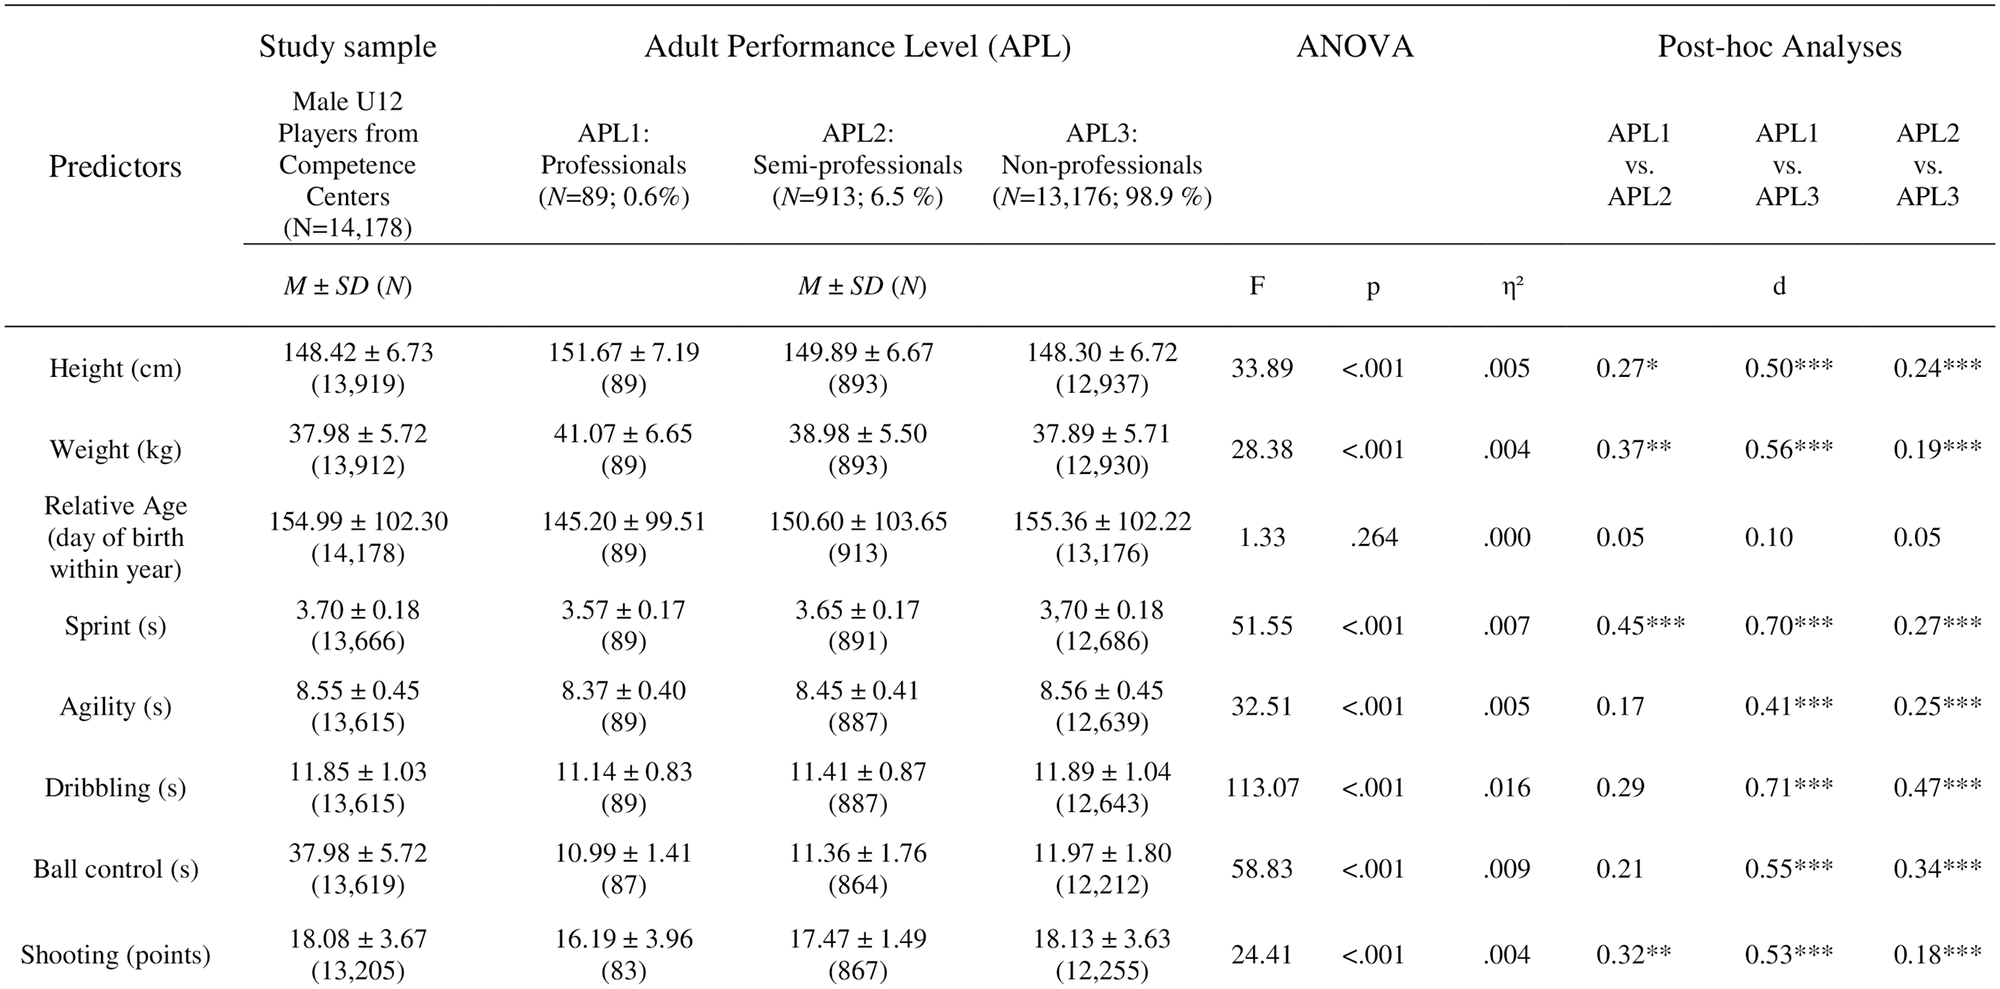 Study sample Adult Performance Level (APL) ANOVA Post-hoc Analyses
Predictors
Male U12
Players from
Competence
Centers
(N=14,178)
APL1:
Professionals
(N=89; 0.6%)
APL2:
Semi-professionals
(N=913; 6.5 %)
APL3:
Non-professionals
(N=13,176; 98.9 %)
APL1
vs.
APL2
APL1
vs.
APL3
APL2
vs.
APL3
M ± SD (N) M ± SD (N) F p η² d
Height (cm)
148.42 ± 6.73 151.67 ± 7.19 149.89 ± 6.67 148.30 ± 6.72
(13,919) (89) (893) (12,937)
33.89 <.001 .005 0.27* 0.50*** 0.24***
Weight (kg)
37.98 ± 5.72 41.07 ± 6.65 38.98 ± 5.50 37.89 ± 5.71
(13,912) (89) (893) (12,930)
28.38 <.001 .004 0.37** 0.56*** 0.19***
Relative Age
(day of birth
within year)
154.99 ± 102.30 145.20 ± 99.51 150.60 ± 103.65 155.36 ± 102.22
(14,178) (89) (913) (13,176)
1.33 .264 .000 0.05 0.10 0.05
Sprint (s)
3.70 ± 0.18 3.57 ± 0.17 3.65 ± 0.17 3,70 ± 0.18
(13,666) (89) (891) (12,686)
51.55 <.001 .007 0.45*** 0.70*** 0.27***
Agility (s)
8.55 ± 0.45 8.37 ± 0.40 8.45 ± 0.41 8.56 ± 0.45
(13,615) (89) (887) (12,639)
32.51 <.001 .005 0.17 0.41*** 0.25***
Dribbling (s)
11.85 ± 1.03 11.14 ± 0.83 11.41 ± 0.87 11.89 ± 1.04
(13,615) (89) (887) (12,643)
113.07 <.001 .016 0.29 0.71*** 0.47***
Ball control (s)
37.98 ± 5.72 10.99 ± 1.41 11.36 ± 1.76 11.97 ± 1.80
(13,619) (87) (864) (12,212)
58.83 <.001 .009 0.21 0.55*** 0.34***
Shooting (points)
18.08 ± 3.67 16.19 ± 3.96 17.47 ± 1.49 18.13 ± 3.63
(13,205) (83) (867) (12,255)
24.41 <.001 .004 0.32** 0.53*** 0.18***